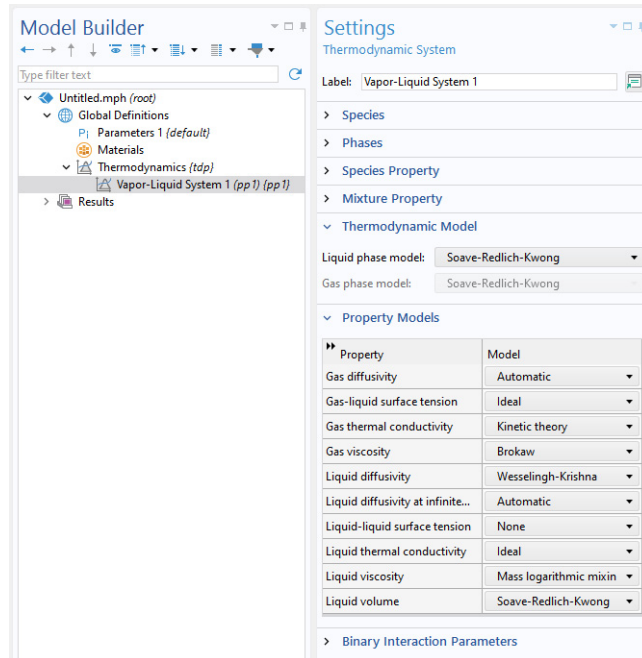 Model Builder
Type filter text
Untitled.mph (root)
Global Definitions
Pi Parameters 1 {default}
Materials
Thermodynamics {tdp}
Vapor-Liquid System 1 (pp1) {pp1}
Results
Settings
Thermodynamic System
Label: Vapor-Liquid System 1
Species
Phases
Species Property
Mixture Property
Thermodynamic Model
Liquid phase model: Soave-Redlich-Kwong
Gas phase model: Soave-Redlich-Kwong
Property Models
Property Model
Gas diffusivity Automatic
Gas-liquid surface tension Ideal
Gas thermal conductivity Kinetic theory
Gas viscosity Brokaw
Liquid diffusivity Wesselingh-Krishna
Liquid diffusivity at infinite... Automatic
Liquid-liquid surface tension None
Liquid thermal conductivity Ideal
Liquid viscosity Mass logarithmic mixin
Liquid volume Soave-Redlich-Kwong
Binary Interaction Parameters